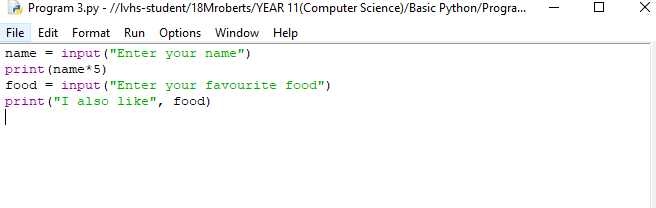 Program 3.py - //lvhs-student/18Mroberts/YEAR 11(Computer Science)/Basic Python/Progra...
File Edit Format Run Options Window Help
name = input("Enter your name")
print(name*5)
food = input("Enter your favourite food")
print("I also like", food)